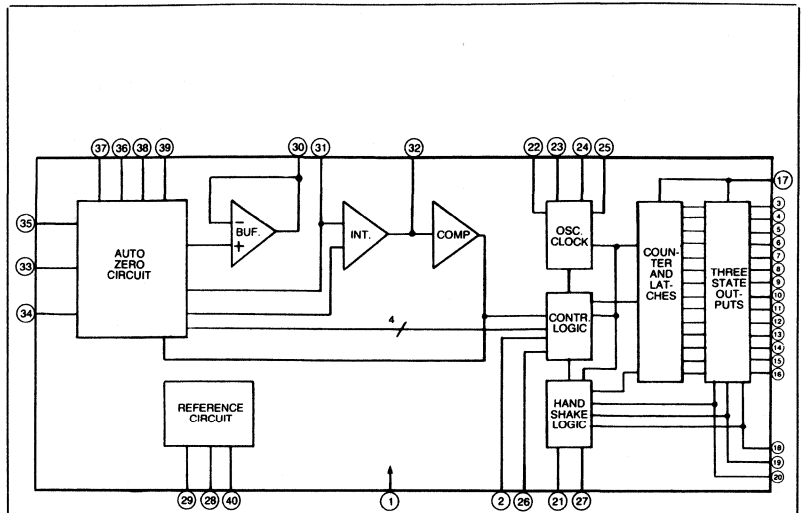 37 36 38 39 30 31 32 22 23 24 25
17
35
33
34
AUTO
ZERO
CIRCUIT
-
BUF.
+
INT.
COMP
OSC.
CLOCK
COUN-
TER
AND
LAT-
CHES
THREE
STATE
OUT-
PUTS
3
4
5
6
7
8
9
10
11
12
13
14
15
16
4
CONTR.
LOGIC
REFERENCE
CIRCUIT
HAND
SHAKE
LOGIC
18
19
20
29 28 40 1 2 26 21 27